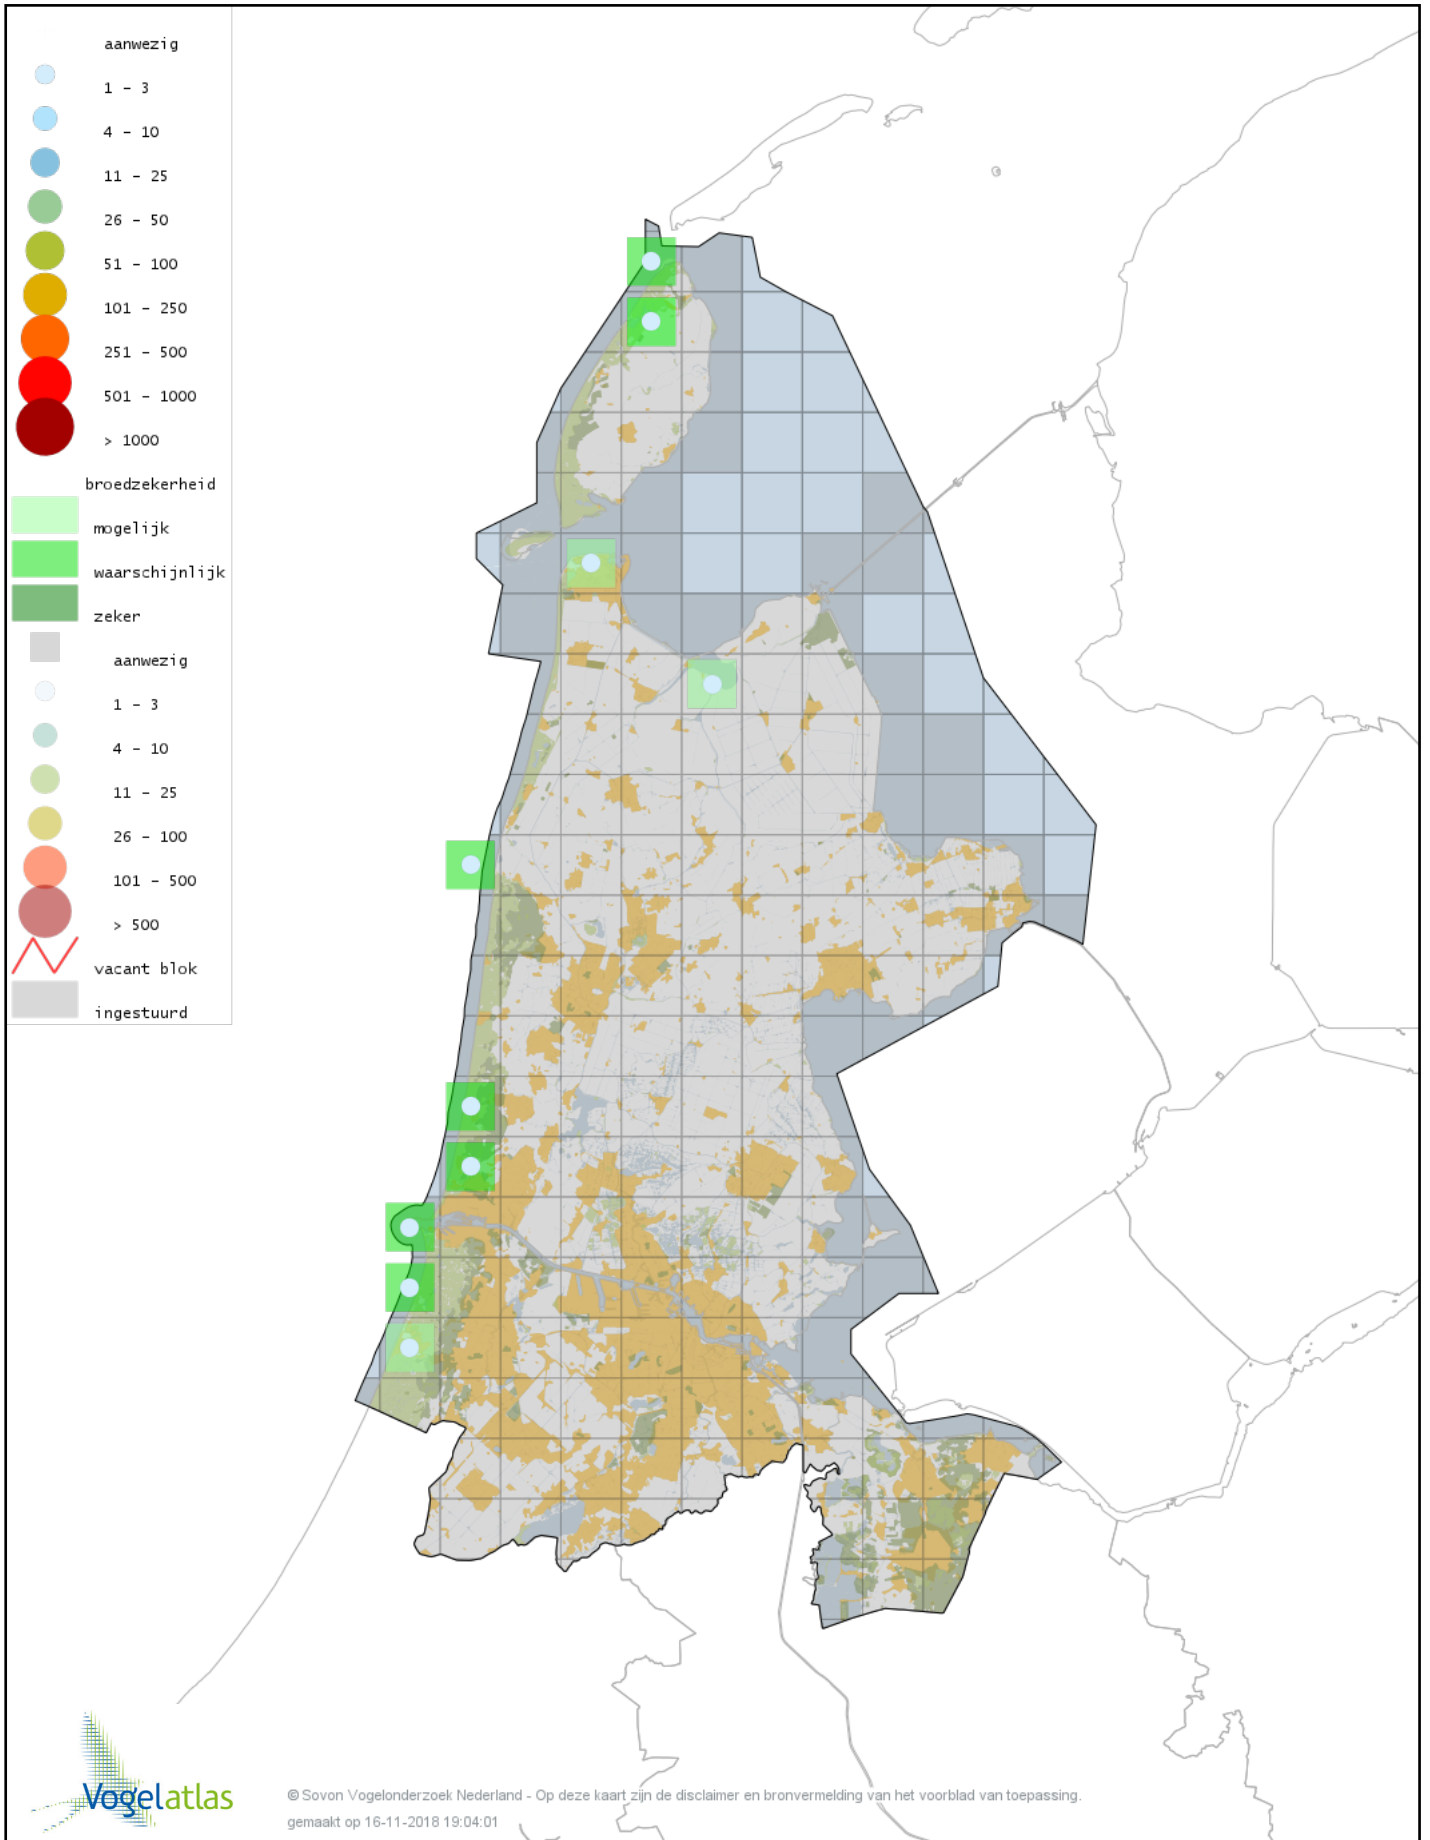 aanwezig
1 - 3
4 - 10
11 - 25
26 - 50
51 - 100
101 - 250
251 - 500
501 - 1000
> 1000
broedzekerheid
mogelijk
waarschijnlijk
zeker
aanwezig
1 - 3
4 - 10
11 - 25
26 - 100
101 - 500
> 500
vacant blok
ingestuurd
Vogelatlas
© Sovon Vogelonderzoek Nederland - Op deze kaart zijn de disclaimer en bronvermelding van het voorblad van toepassing.
gemaakt op 16-11-2018 19:04:01